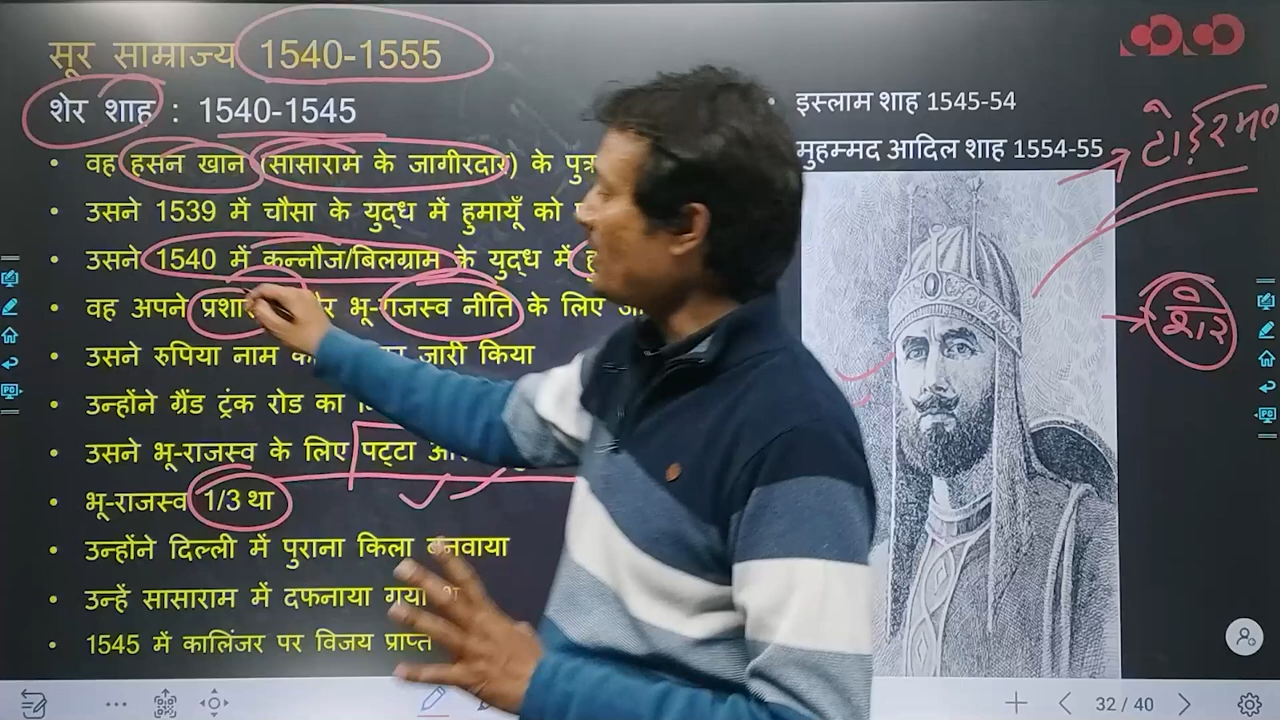 सूर साम्राज्य 1540-1555
शेर शाह : 1540-1545
• वह हसन खान (सासाराम के जागीरदार) के पुत्र
• उसने 1539 में चौसा के युद्ध में हुमायूँ को
• उसने 1540 में कन्नौज/बिलग्राम के युद्ध में
• वह अपने भू-राजस्व नीति के लिए
• उसने रुपिया नाम जारी किया
• उन्होंने ग्रैंड ट्रंक रोड का
• उसने भू-राजस्व के लिए पट्टा
• भू-राजस्व 1/3 था
• उन्होंने दिल्ली में पुराना किला बनवाया
• उन्हें सासाराम में दफनाया गया
• 1545 में कालिंजर पर विजय प्राप्त
• इस्लाम शाह 1545-54
मुहम्मद आदिल शाह 1554-55
टोडरमल
32 / 40